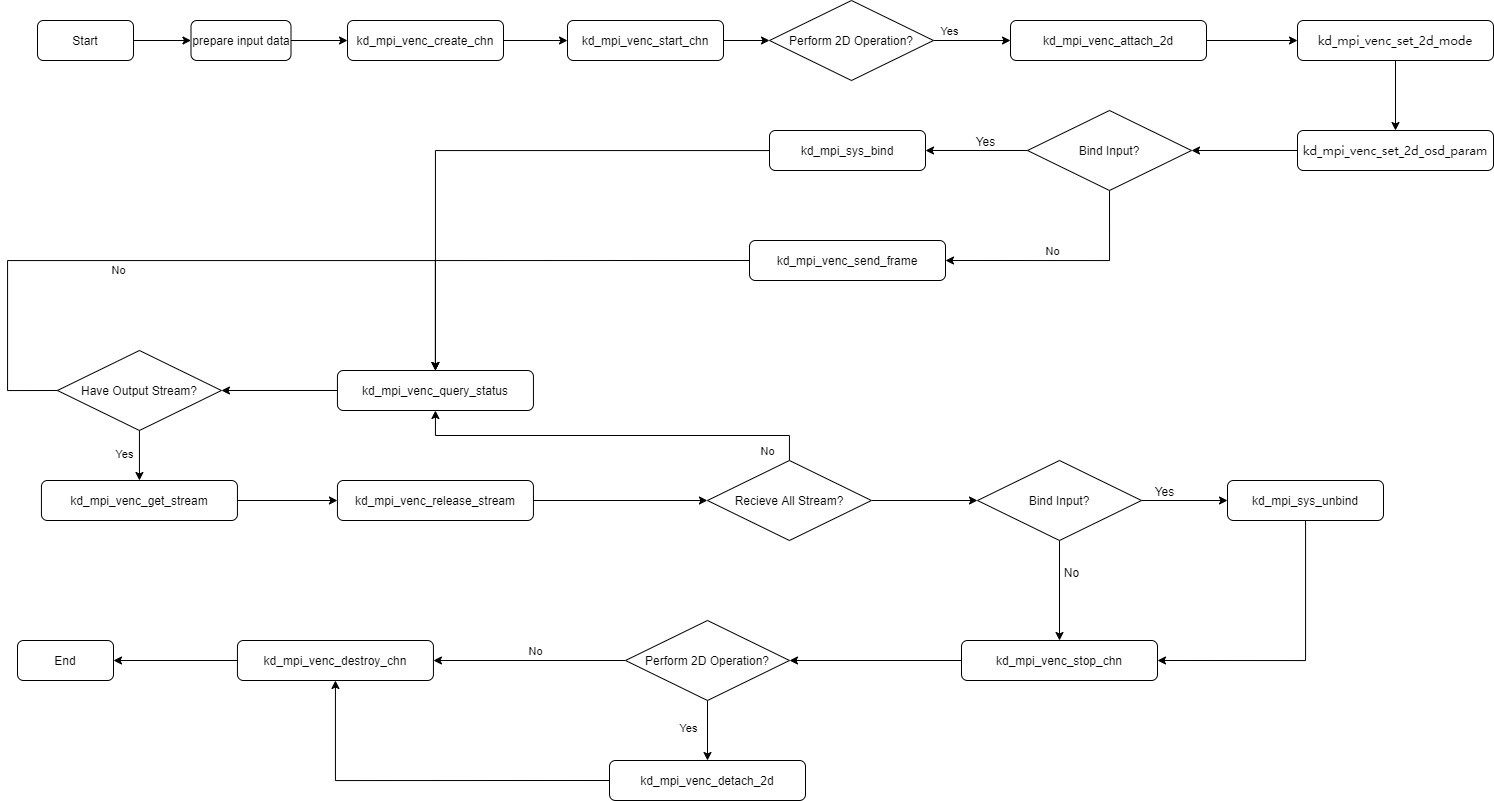 Start
prepare input data
kd_mpi_venc_create_chn
kd_mpi_venc_start_chn
Perform 2D Operation?
Yes
kd_mpi_venc_attach_2d
kd_mpi_venc_set_2d_mode
kd_mpi_sys_bind
Yes
Bind Input?
kd_mpi_venc_set_2d_osd_param
No
kd_mpi_venc_send_frame
No
Have Output Stream?
kd_mpi_venc_query_status
Yes
No
kd_mpi_venc_get_stream
kd_mpi_venc_release_stream
Recieve All Stream?
Bind Input?
Yes
kd_mpi_sys_unbind
No
End
kd_mpi_venc_destroy_chn
No
Perform 2D Operation?
kd_mpi_venc_stop_chn
Yes
kd_mpi_venc_detach_2d